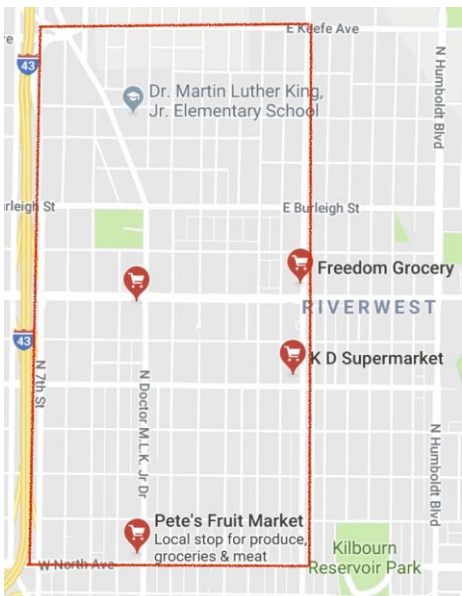 E Keefe Ave
e
43
Dr. Martin Luther King,
Jr. Elementary School
N Humboldt Blvd
rleigh St
E Burleigh St
Freedom Grocery
RIVERWEST
43
K D Supermarket
N 7th St
N Doctor M.L.K. Jr Dr
N Humboldt Blvd
Pete's Fruit Market
Local stop for produce,
groceries & meat
Kilbourn
Reservoir Park
W North Ave